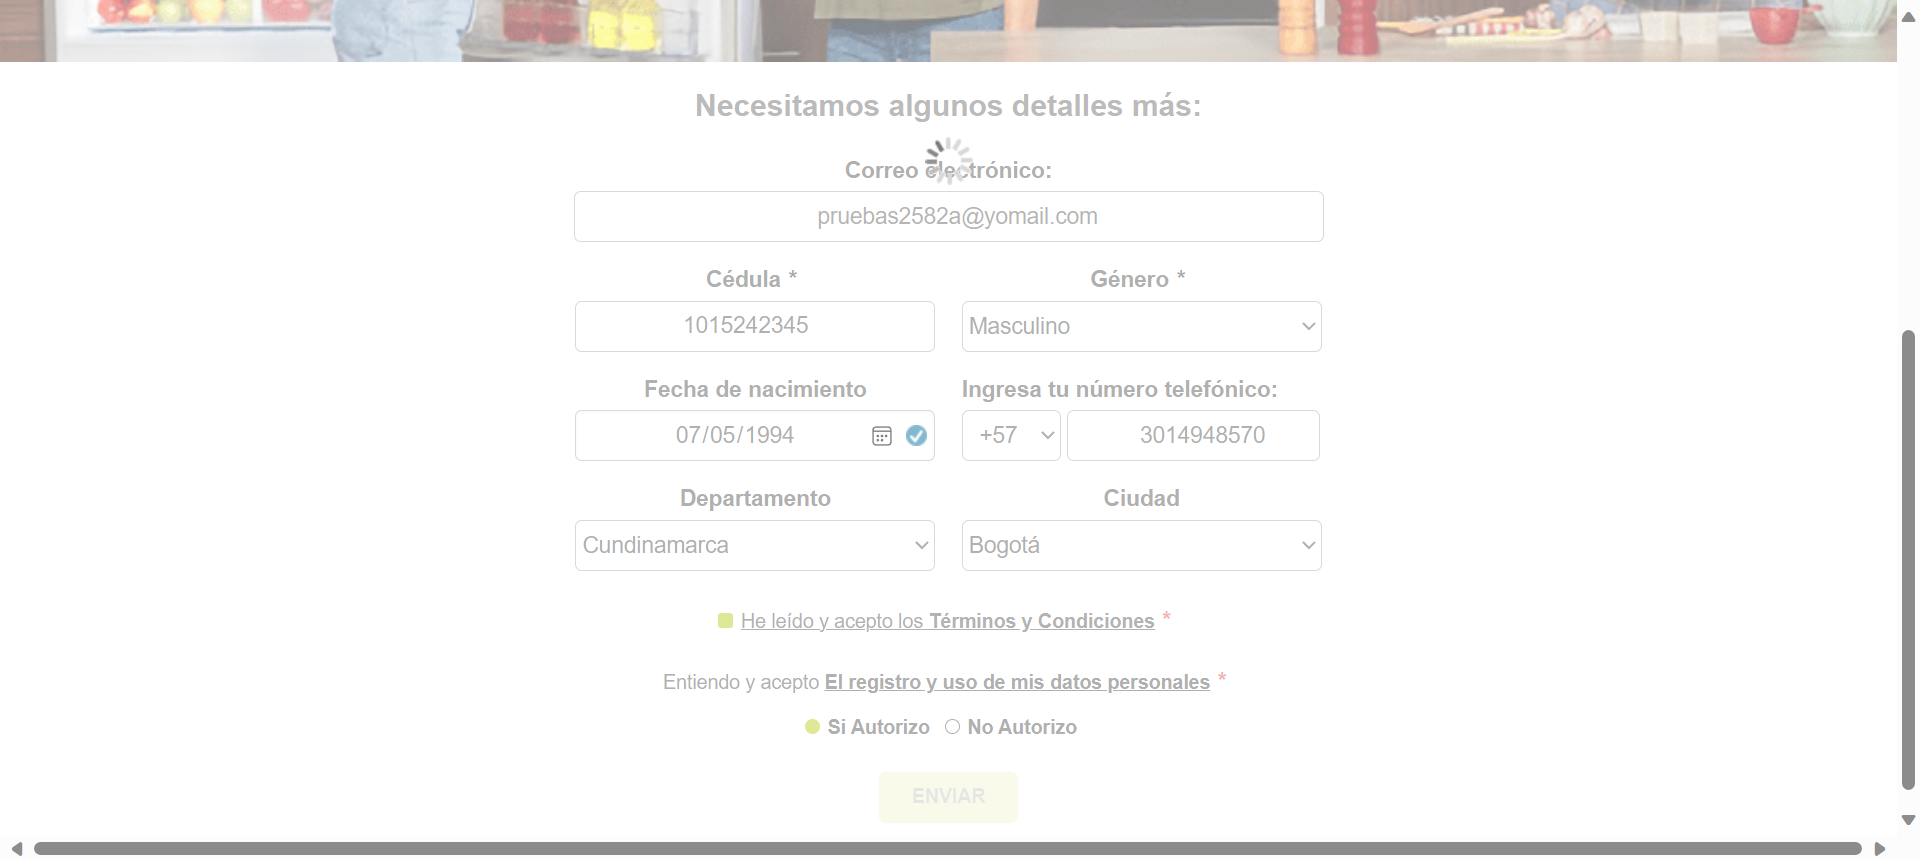 Necesitamos algunos detalles más:
Correo electrónico:
pruebas2582a@yomail.com
Cédula * Género *
1015242345 Masculino
Fecha de nacimiento Ingresa tu número telefónico:
07/05/1994 +57 3014948570
Departamento Ciudad
Cundinamarca Bogotá
He leído y acepto los Términos y Condiciones *
Entiendo y acepto El registro y uso de mis datos personales *
Si Autorizo No Autorizo
ENVIAR